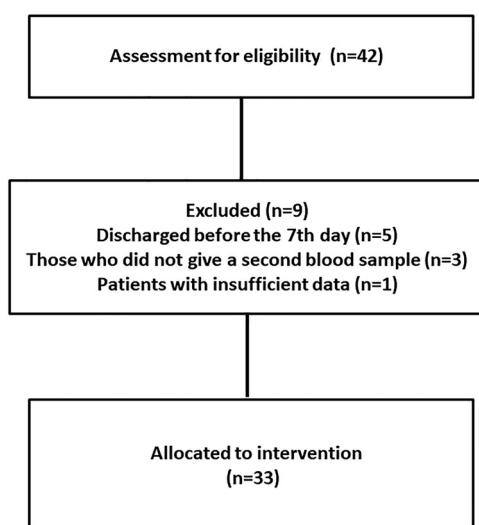 Assessment for eligibility (n=42)
Excluded (n=9)
Discharged before the 7th day (n=5)
Those who did not give a second blood sample (n=3)
Patients with insufficient data (n=1)
Allocated to intervention
(n=33)